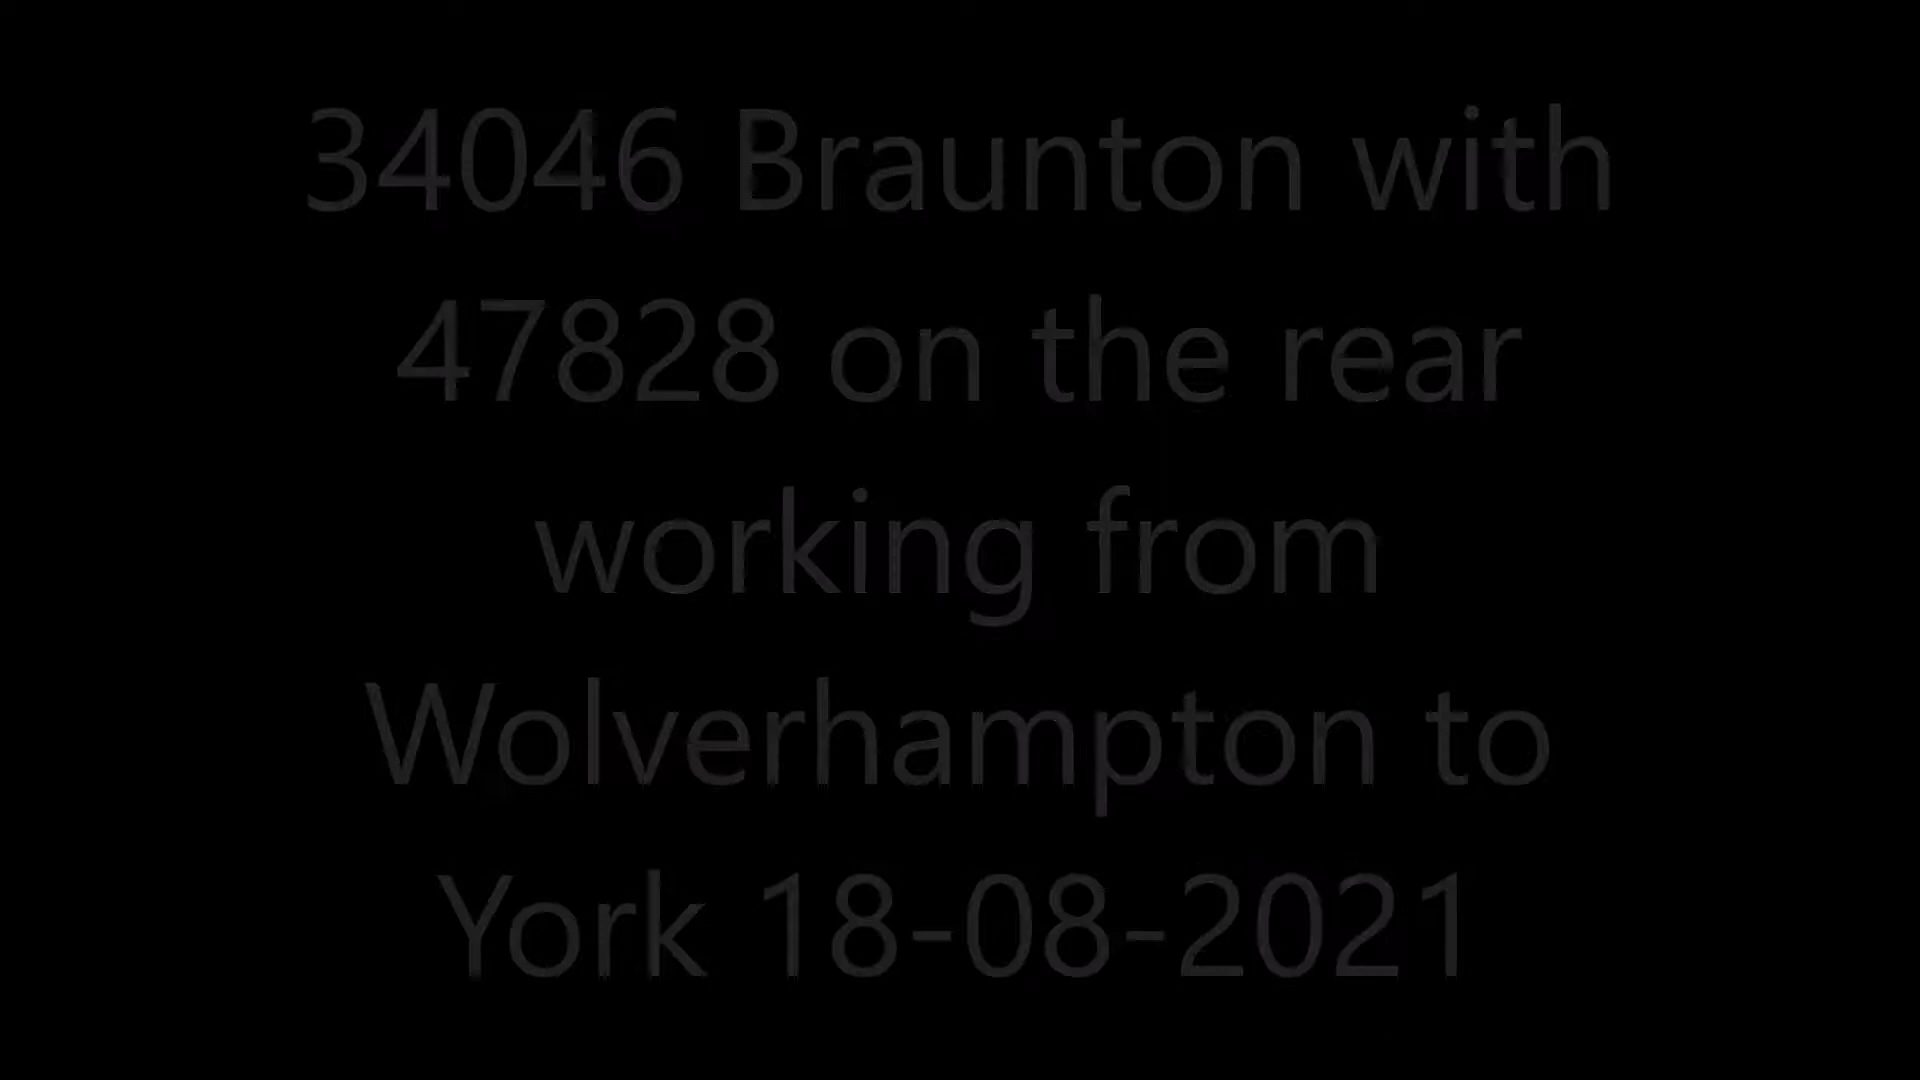 34046 Braunton with
47828 on the rear
working from
Wolverhampton to
York 18-08-2021